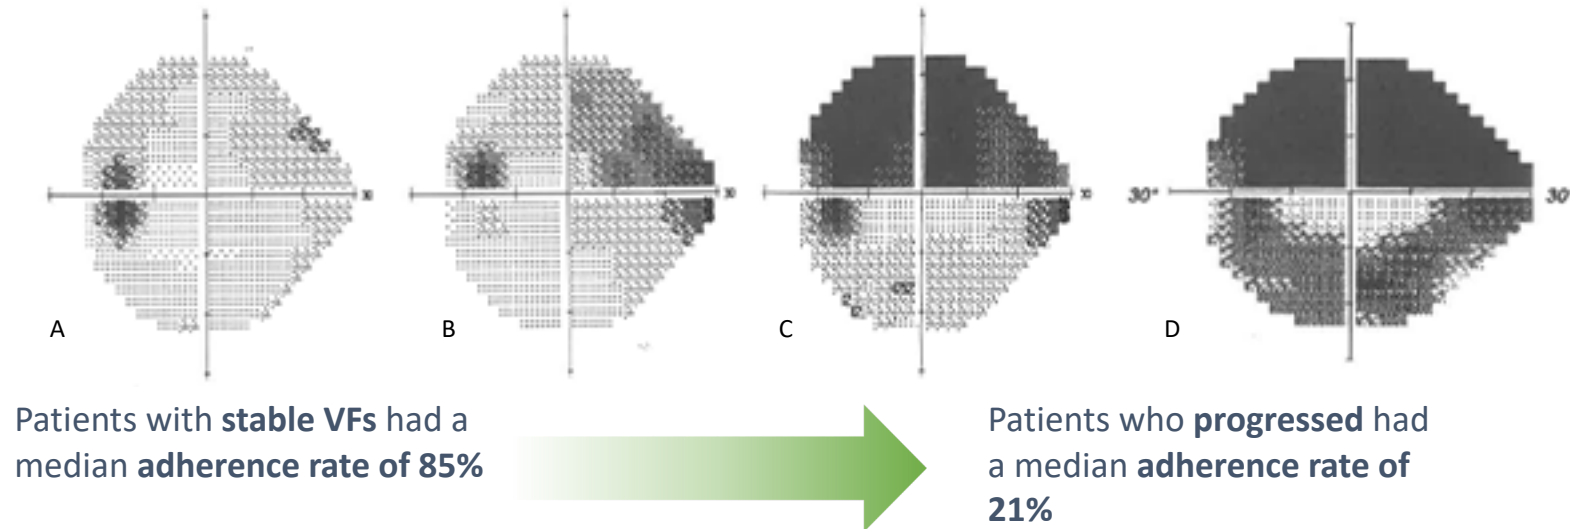 30°
30°
A
B
C
D
Patients with stable VFs had a
median adherence rate of 85%
Patients who progressed had
a median adherence rate of
21%